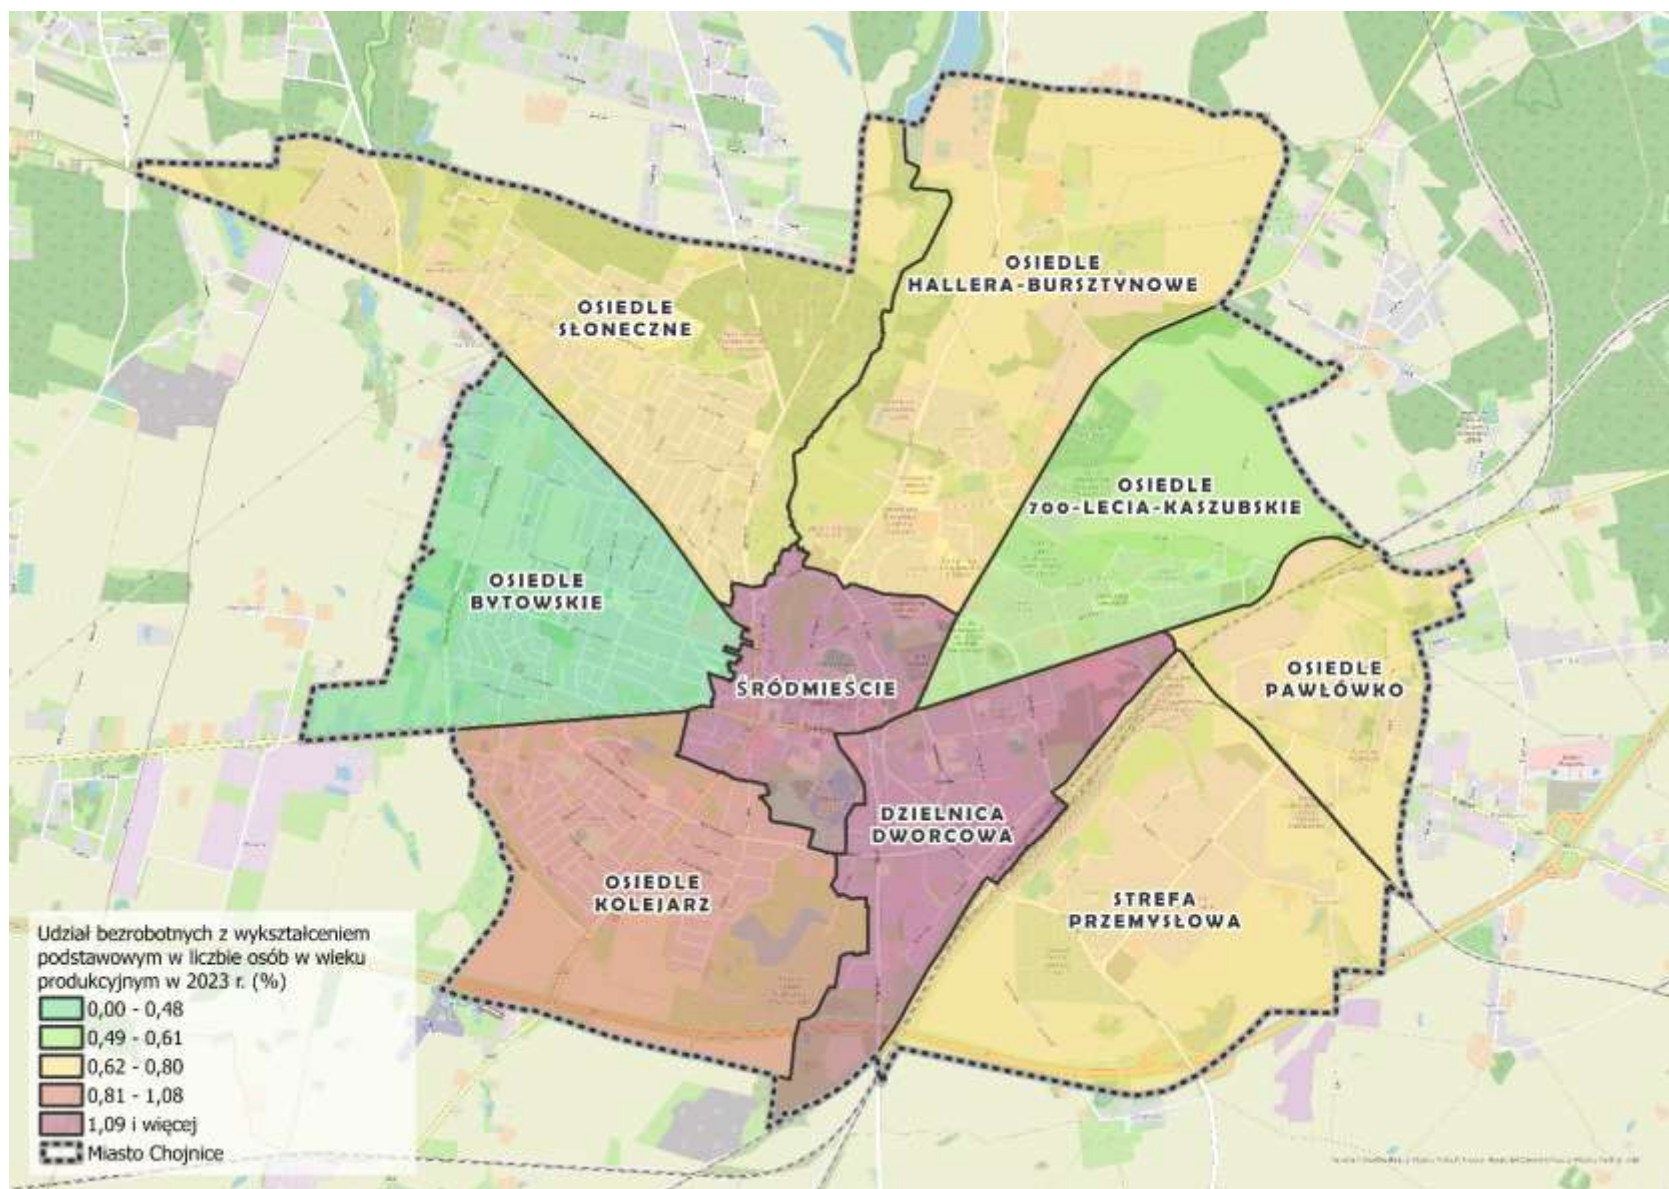 OSIEDLE
HALLERA-BURSZTYNOWE
OSIEDLE
SŁONECZNE
OSIEDLE
700-LECIA-KASZUBSKIE
OSIEDLE
BYTOWSKIE
OSIEDLE
PAWŁÓWKO
ŚRÓDMIEŚCIE
DZIELNICA
DWORCOWA
OSIEDLE
KOLEJARZ
STREFA
PRZEMYSŁOWA
Udział bezrobotnych z wykształceniem
podstawowym w liczbie osób w wieku
produkcyjnym w 2023 r. (%)
0,00 - 0,48
0,49 - 0,61
0,62 - 0,80
0,81 - 1,08
1,09 i więcej
Miasto Chojnice